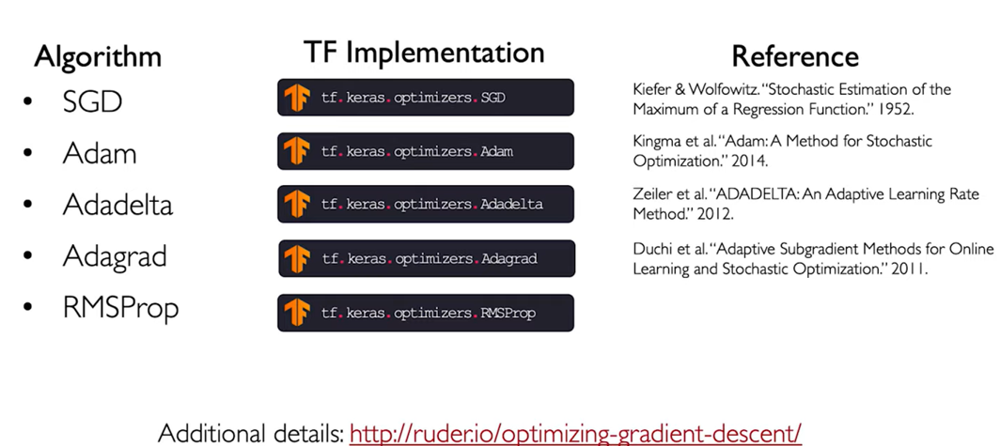 Algorithm
TF Implementation
Reference
• SGD
tf.keras.optimizers.SGD
Kiefer & Wolfowitz. “Stochastic Estimation of the
Maximum of a Regression Function.” 1952.
• Adam
tf.keras.optimizers.Adam
Kingma et al. “Adam: A Method for Stochastic
Optimization.” 2014.
• Adadelta
tf.keras.optimizers.Adadelta
Zeiler et al. “ADADELTA: An Adaptive Learning Rate
Method.” 2012.
• Adagrad
tf.keras.optimizers.Adagrad
Duchi et al. “Adaptive Subgradient Methods for Online
Learning and Stochastic Optimization.” 2011.
• RMSProp
tf.keras.optimizers.RMSProp
Additional details: http://ruder.io/optimizing-gradient-descent/